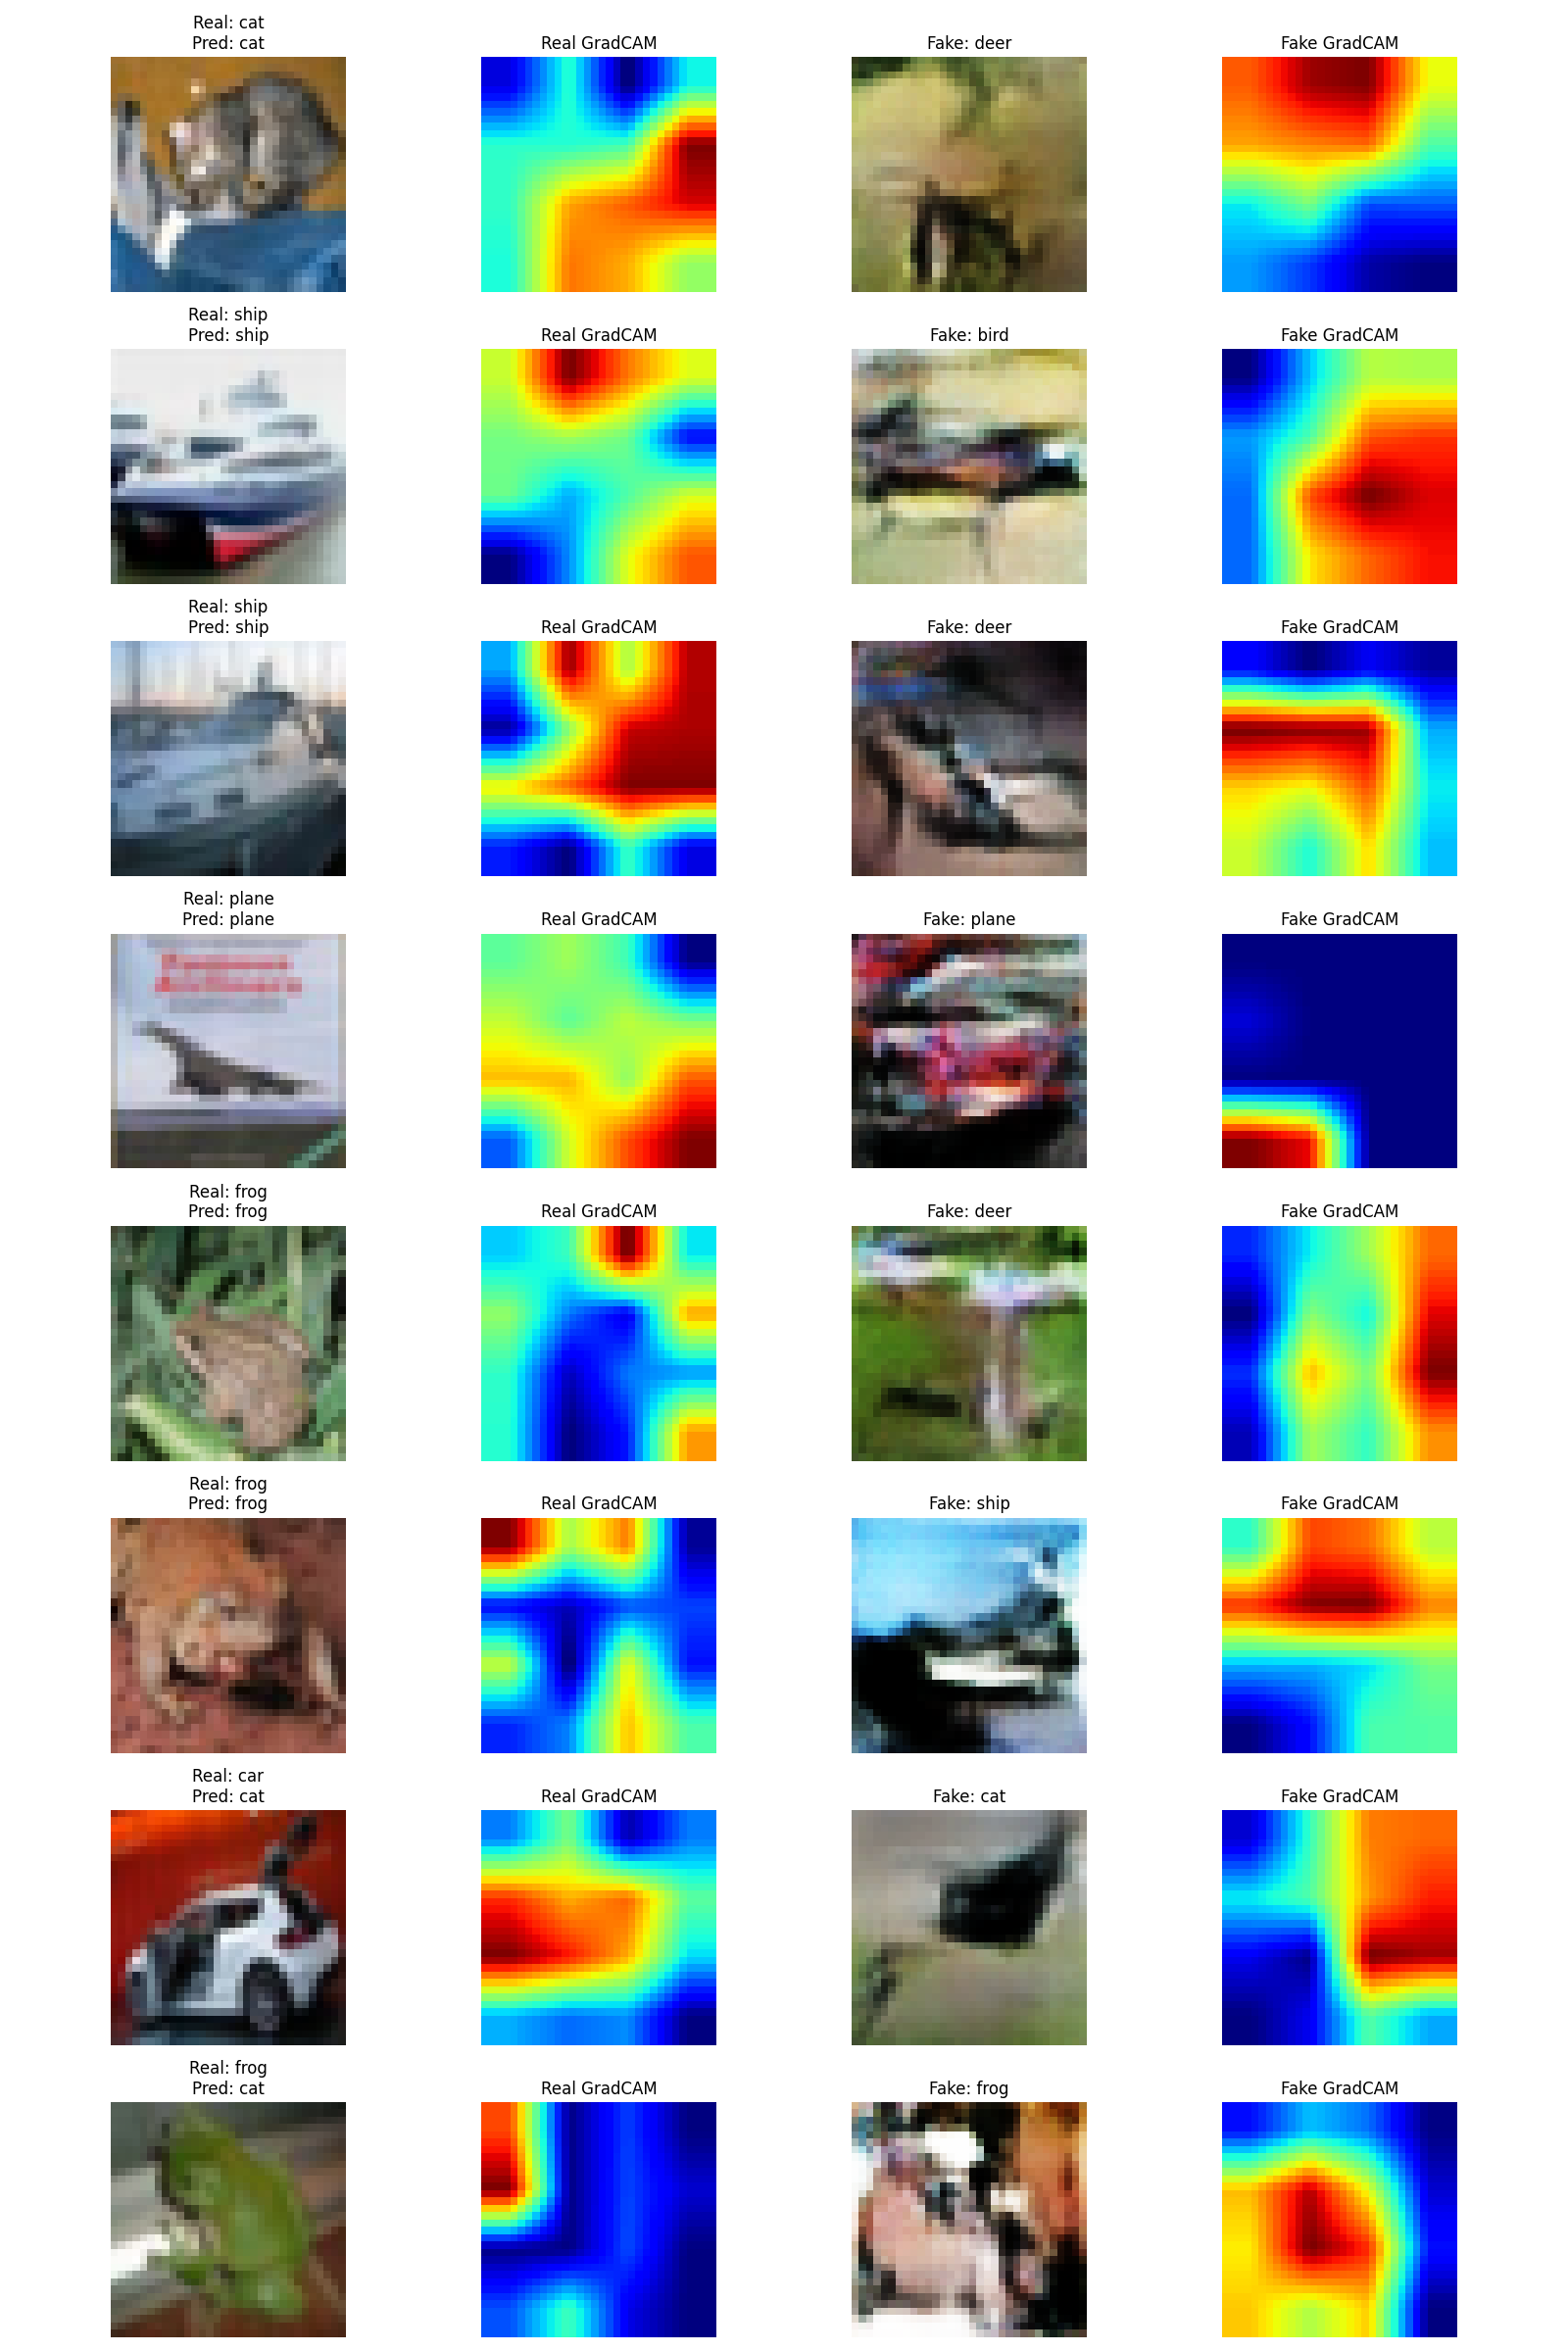 Real: cat
Pred: cat
Real GradCAM
Fake: deer
Fake GradCAM
Real: ship
Pred: ship
Real GradCAM
Fake: bird
Fake GradCAM
Real: ship
Pred: ship
Real GradCAM
Fake: deer
Fake GradCAM
Real: plane
Pred: plane
Real GradCAM
Fake: plane
Fake GradCAM
Real: frog
Pred: frog
Real GradCAM
Fake: deer
Fake GradCAM
Real: frog
Pred: frog
Real GradCAM
Fake: ship
Fake GradCAM
Real: car
Pred: cat
Real GradCAM
Fake: cat
Fake GradCAM
Real: frog
Pred: cat
Real GradCAM
Fake: frog
Fake GradCAM